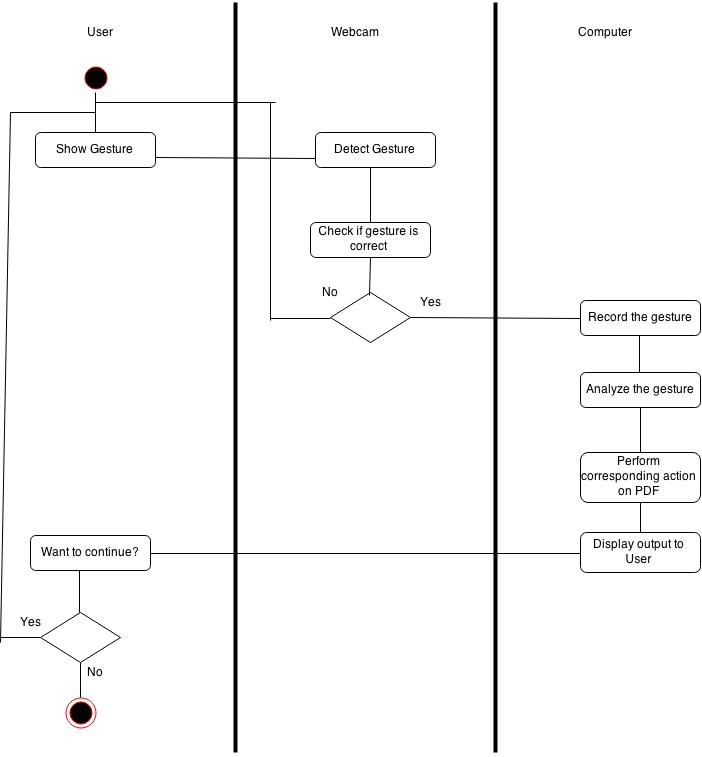 User
Webcam
Computer
Show Gesture
Detect Gesture
Check if gesture is
correct
No
Yes
Record the gesture
Analyze the gesture
Perform
corresponding action
on PDF
Display output to
User
Want to continue?
Yes
No